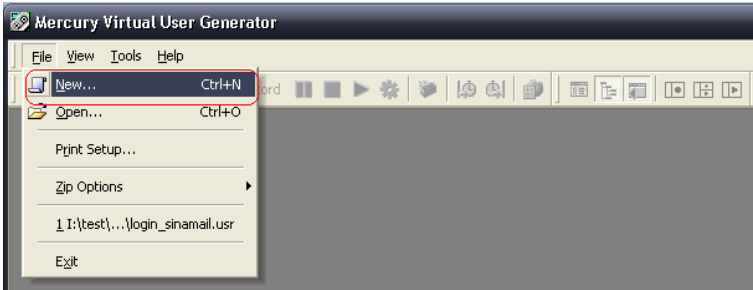 Mercury Virtual User Generator
File View Tools Help
New... Ctrl+N
ord
Open... Ctrl+O
Print Setup...
Zip Options
1 I:\test\...\login_sinamail.usr
Exit